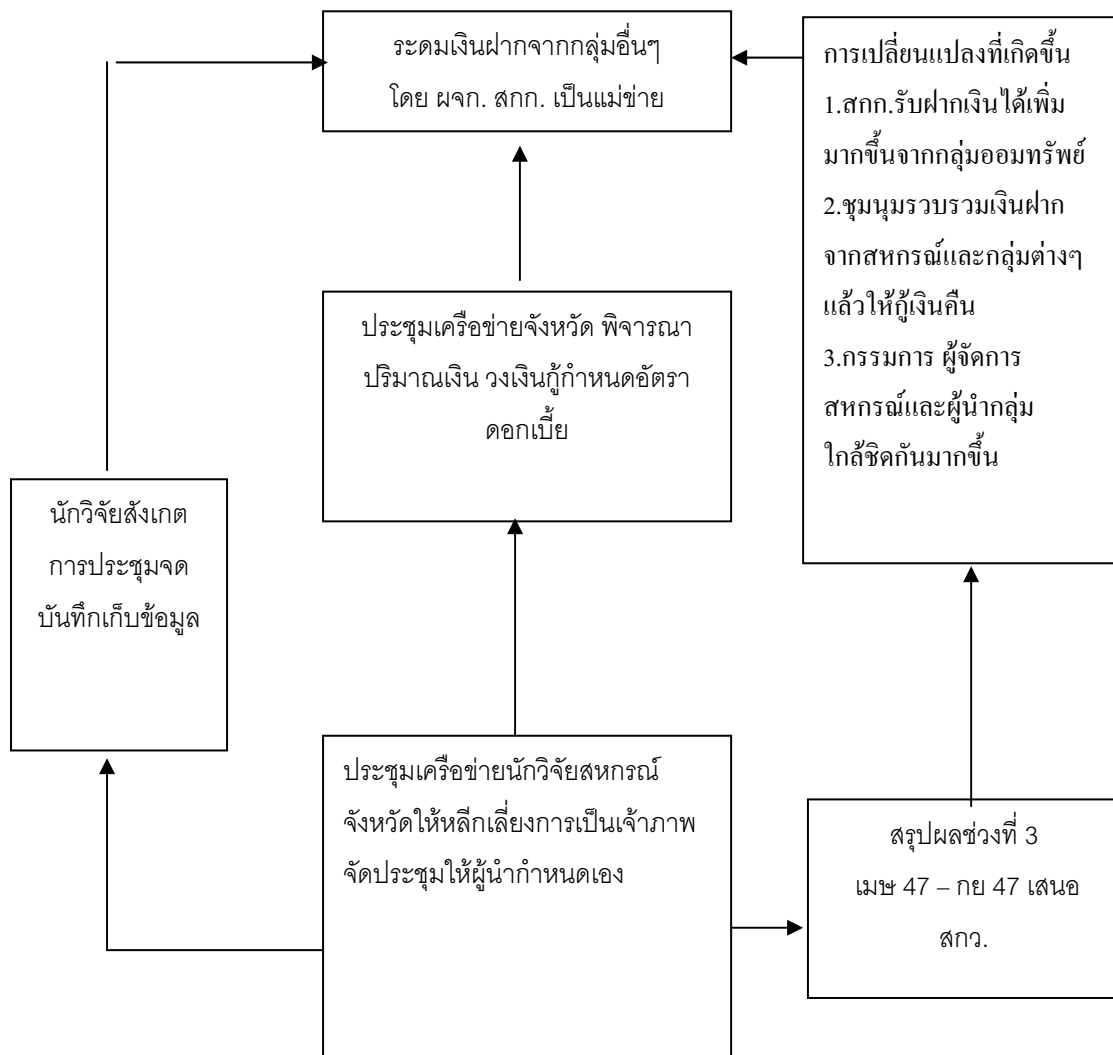 ระดมเงินฝากจากกลุ่มอื่นๆ
โดย ผจก. สกก. เป็นแม่ข่าย
การเปลี่ยนแปลงที่เกิดขึ้น
1.สกก.รับฝากเงินได้เพิ่ม
มากขึ้นจากกลุ่มออมทรัพย์
2.ชุมนุมรวบรวมเงินฝาก
จากสหกรณ์และกลุ่มต่างๆ
แล้วให้กู้เงินคืน
3.กรรมการ ผู้จัดการ
สหกรณ์และผู้นำกลุ่ม
ใกล้ชิดกันมากขึ้น
ประชุมเครือข่ายจังหวัด พิจารณา
ปริมาณเงิน วงเงินกู้กำหนดอัตรา
ดอกเบี้ย
นักวิจัยสังเกต
การประชุมจด
บันทึกเก็บข้อมูล
ประชุมเครือข่ายนักวิจัยสหกรณ์
จังหวัดให้หลีกเลี่ยงการเป็นเจ้าภาพ
จัดประชุมให้ผู้นำกำหนดเอง
สรุปผลช่วงที่ 3
เมษ 47 – กย 47 เสนอ
สกว.